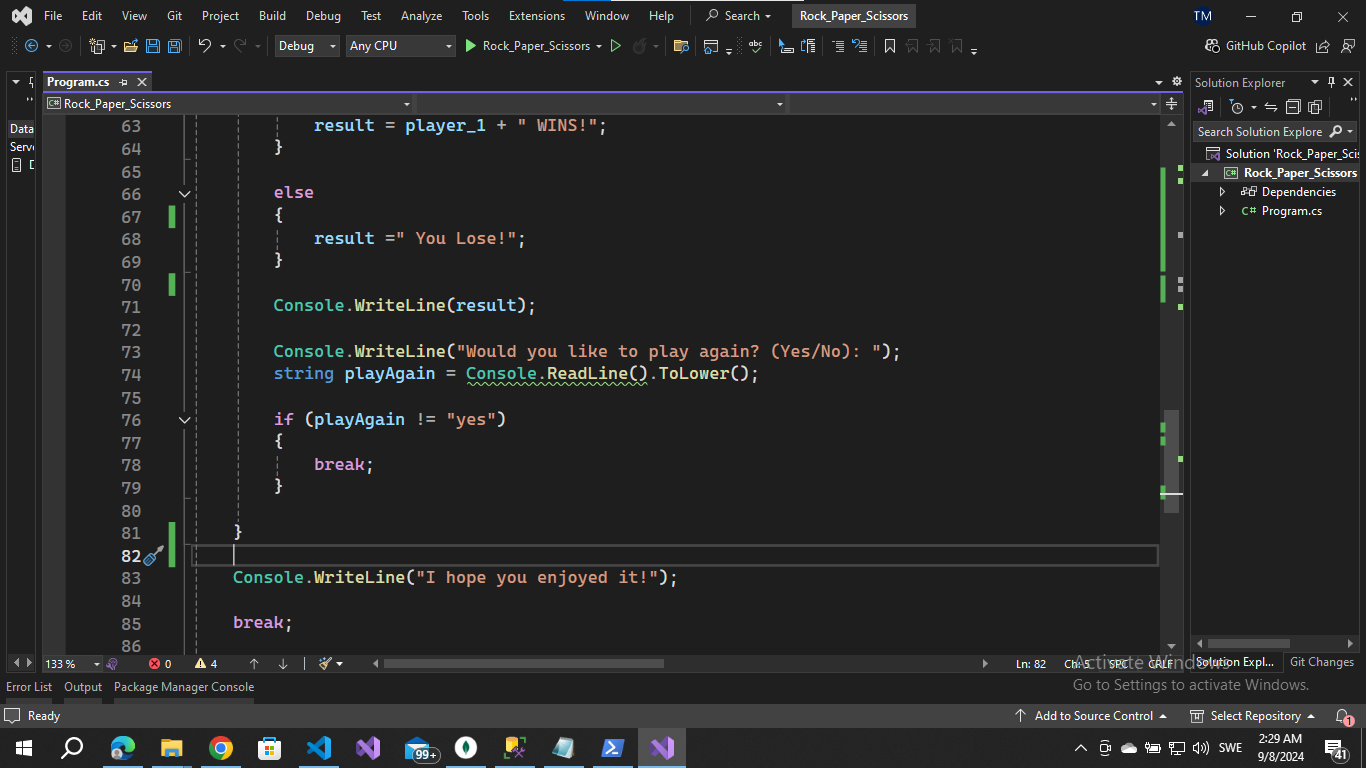 File Edit View Git Project Build Debug Test Analyze Tools Extensions Window Help Search Rock_Paper_Scissors TM
Debug Any CPU Rock_Paper_Scissors GitHub Copilot
Program.cs
Rock_Paper_Scissors
63 result = player_1 + " WINS!";
64 }
65
66 else
67 {
68 result =" You Lose!";
69 }
70
71 Console.WriteLine(result);
72
73 Console.WriteLine("Would you like to play again? (Yes/No): ");
74 string playAgain = Console.ReadLine().ToLower();
75
76 if (playAgain != "yes")
77 {
78 break;
79 }
80
81 }
82
83 Console.WriteLine("I hope you enjoyed it!");
84
85 break;
86
133 % 0 4 Ln: 82 Ch: 5 SPC CRLF
Data
Serv
Solution Explorer
Search Solution Explore
Solution 'Rock_Paper_Scis
Rock_Paper_Scissors
Dependencies
C# Program.cs
Solution Expl... Git Changes
Activate Windows
Go to Settings to activate Windows.
Error List Output Package Manager Console
Ready Add to Source Control Select Repository 1
99+ SWE 2:29 AM
9/8/2024 41